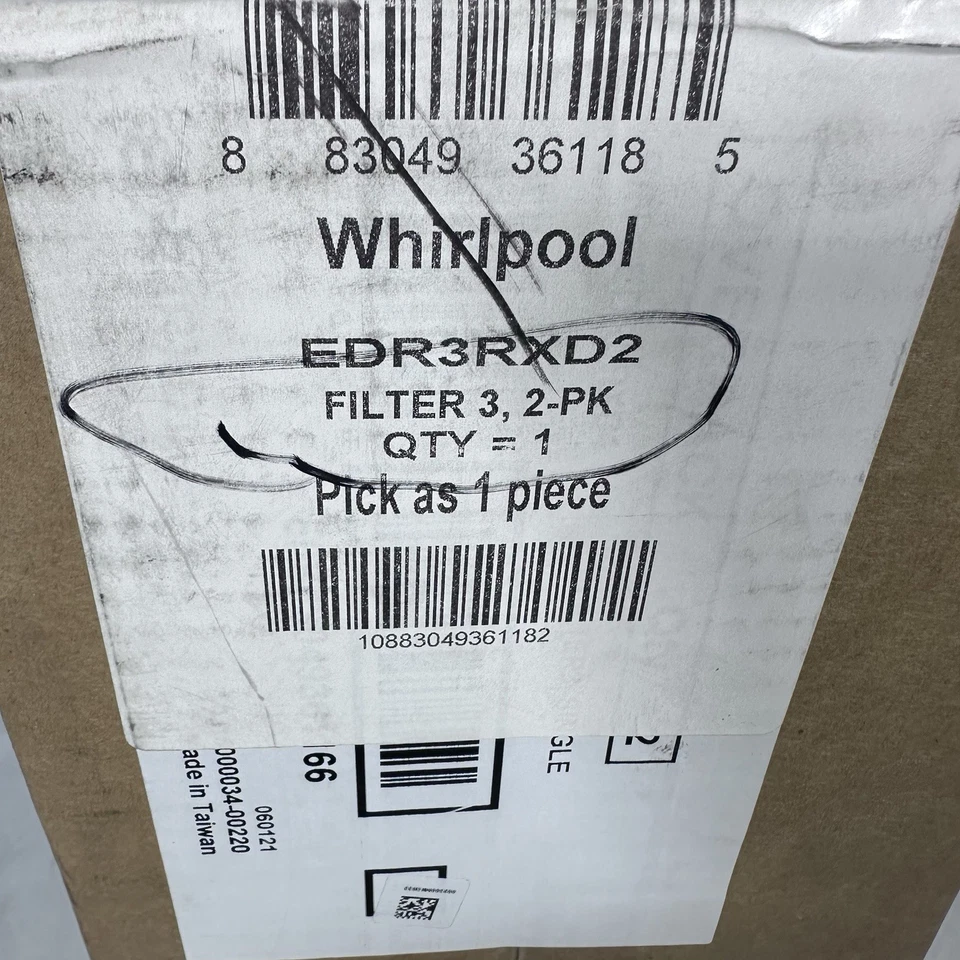 8 83049 36118 5
Whirlpool
EDR3RXD2
FILTER 3, 2-PK
QTY = 1
Pick as 1 piece
10883049361182
66
GLE
2
060121
000034-00220
ade in Taiwan